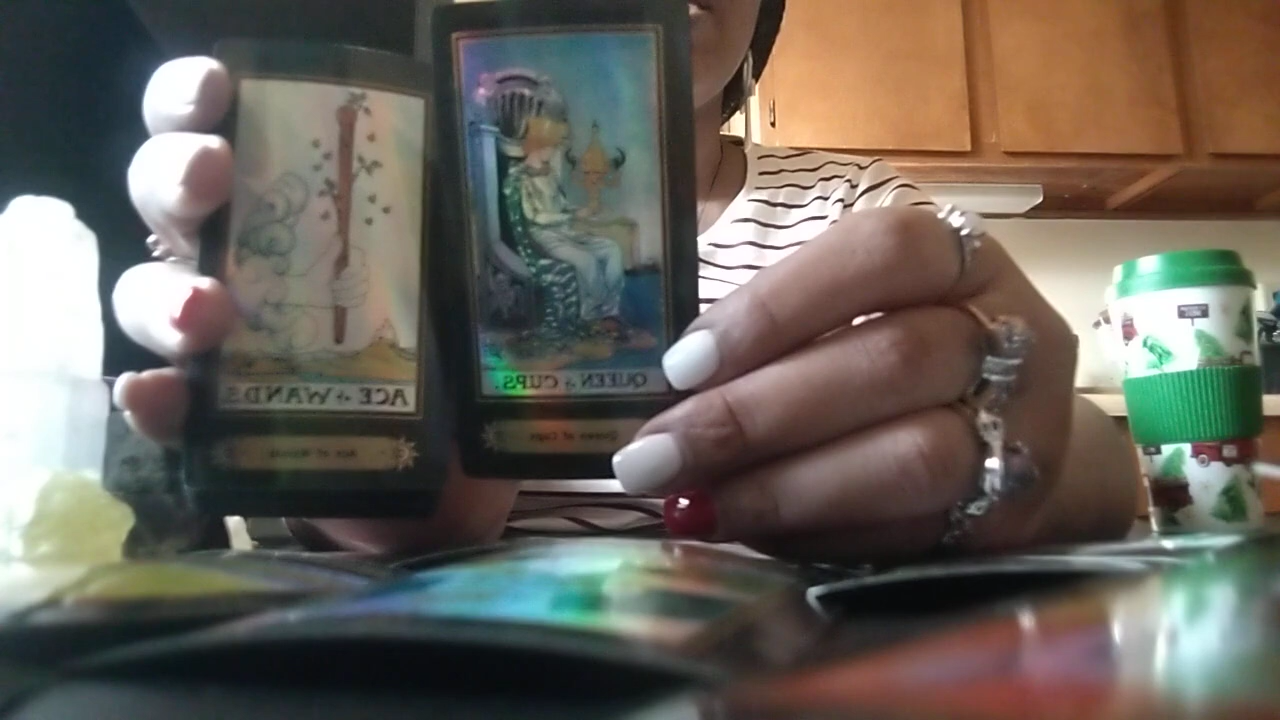 ACE of WANDS.
Ace of Wands
QUEEN of CUPS.
Queen of Cups